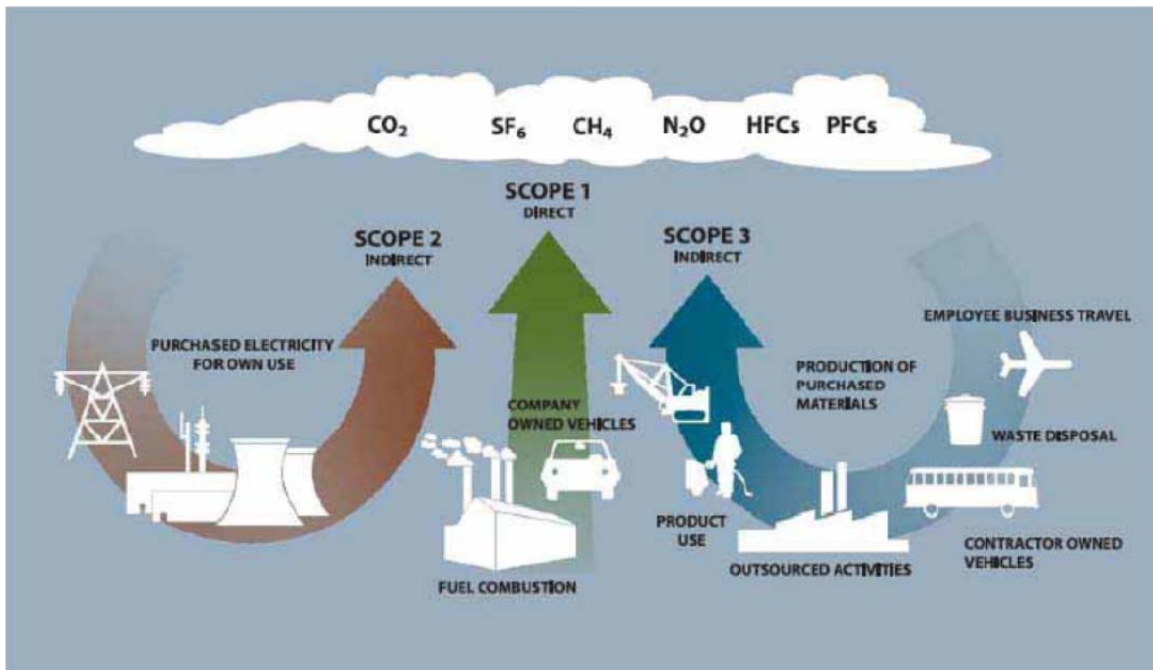 CO₂ SF₆ CH₄ N₂O HFCs PFCs
SCOPE 1
DIRECT
SCOPE 2
INDIRECT
SCOPE 3
INDIRECT
PURCHASED ELECTRICITY
FOR OWN USE
COMPANY
OWNED VEHICLES
FUEL COMBUSTION
EMPLOYEE BUSINESS TRAVEL
PRODUCTION OF
PURCHASED
MATERIALS
WASTE DISPOSAL
PRODUCT
USE
OUTSOURCED ACTIVITIES
CONTRACTOR OWNED
VEHICLES